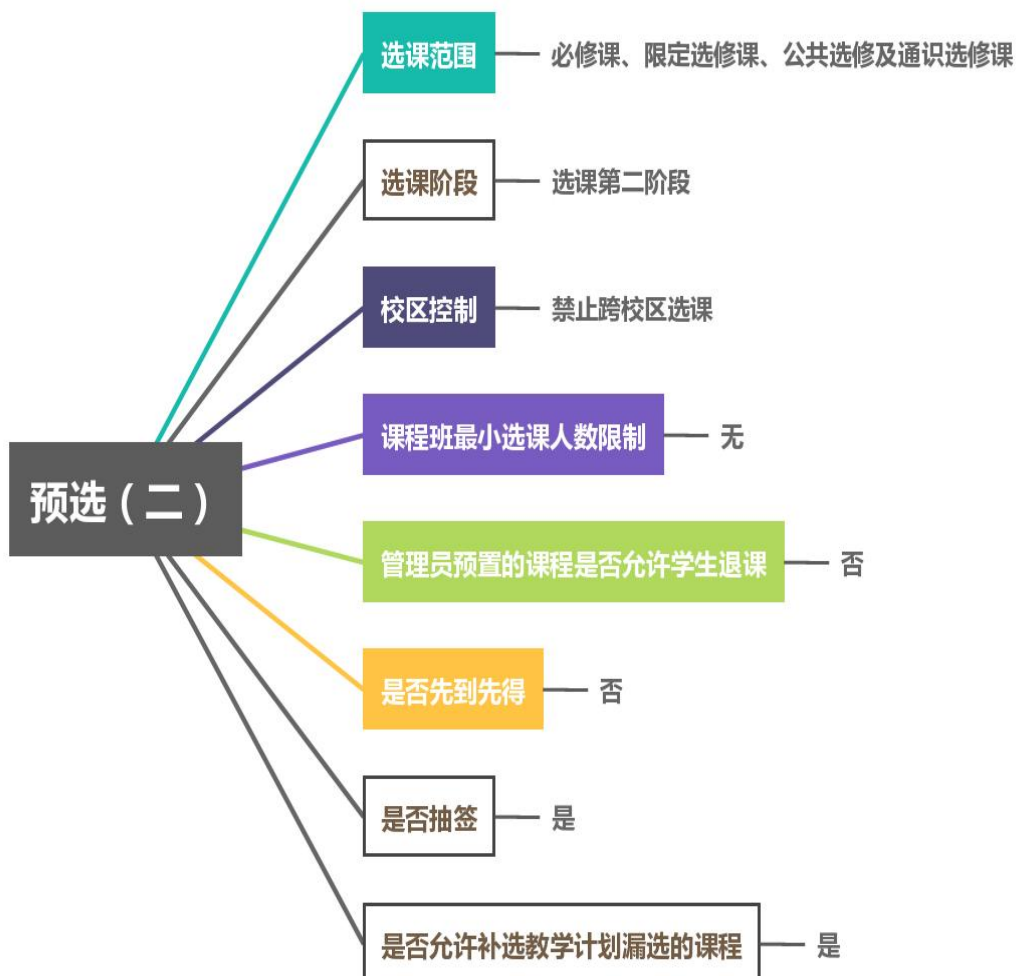 选课范围
必修课、限定选修课、公共选修及通识选修课
选课阶段
选课第二阶段
校区控制
禁止跨校区选课
课程班最小选课人数限制
无
预选（二）
管理员预置的课程是否允许学生退课
否
是否先到先得
否
是否抽签
是
是否允许补选教学计划漏选的课程
是